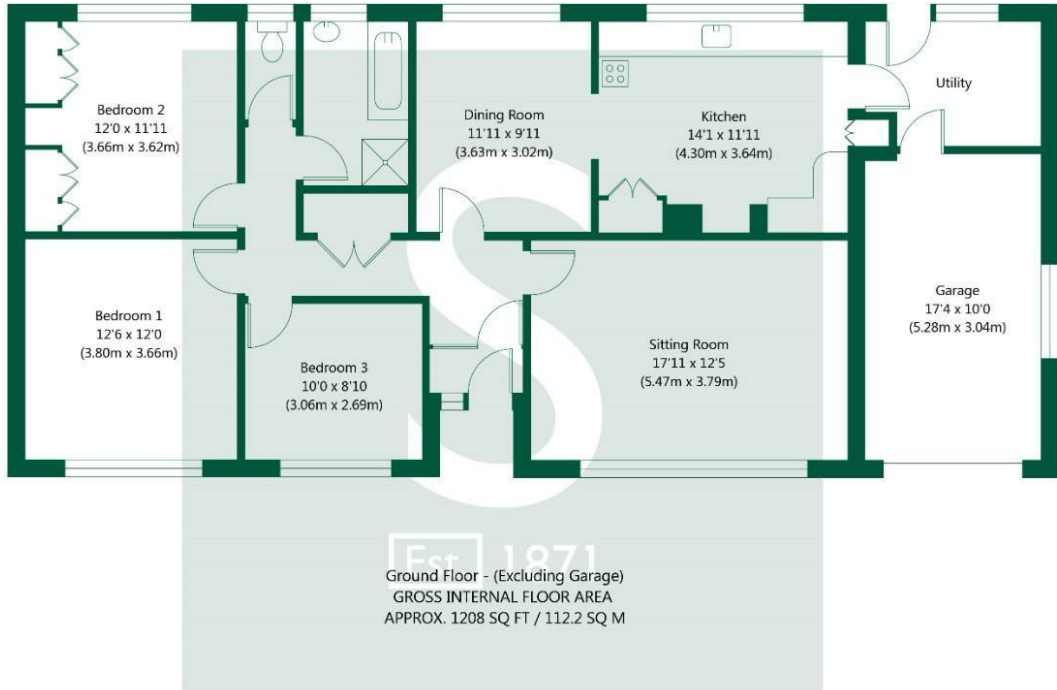 Bedroom 2
12'0 x 11'11
(3.66m x 3.62m)
Dining Room
11'11 x 9'11
(3.63m x 3.02m)
Kitchen
14'1 x 11'11
(4.30m x 3.64m)
Utility
Bedroom 1
12'6 x 12'0
(3.80m x 3.66m)
Bedroom 3
10'0 x 8'10
(3.06m x 2.69m)
Sitting Room
17'11 x 12'5
(5.47m x 3.79m)
Garage
17'4 x 10'0
(5.28m x 3.04m)
S
Est 1871
Ground Floor - (Excluding Garage)
GROSS INTERNAL FLOOR AREA
APPROX. 1208 SQ FT / 112.2 SQ M